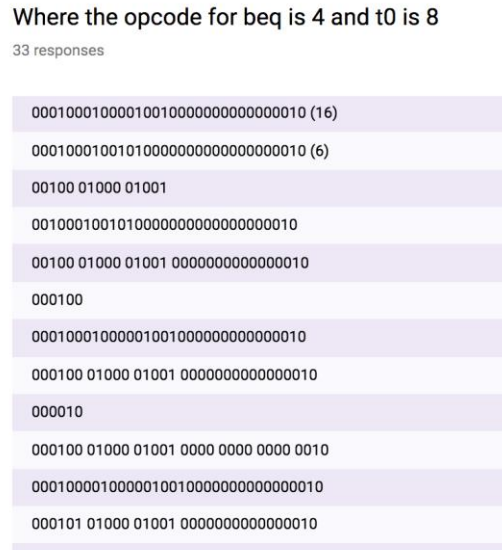 Where the opcode for beq is 4 and t0 is 8
33 responses
00010001000010010000000000000010 (16)
00010001001010000000000000000010 (6)
00100 01000 01001
0010001001010000000000000000010
00100 01000 01001 0000000000000010
000100
00010001000001001000000000000010
000100 01000 01001 0000000000000010
000010
000100 01000 01001 0000 0000 0000 0010
0001000010000010010000000000000010
000101 01000 01001 0000000000000010